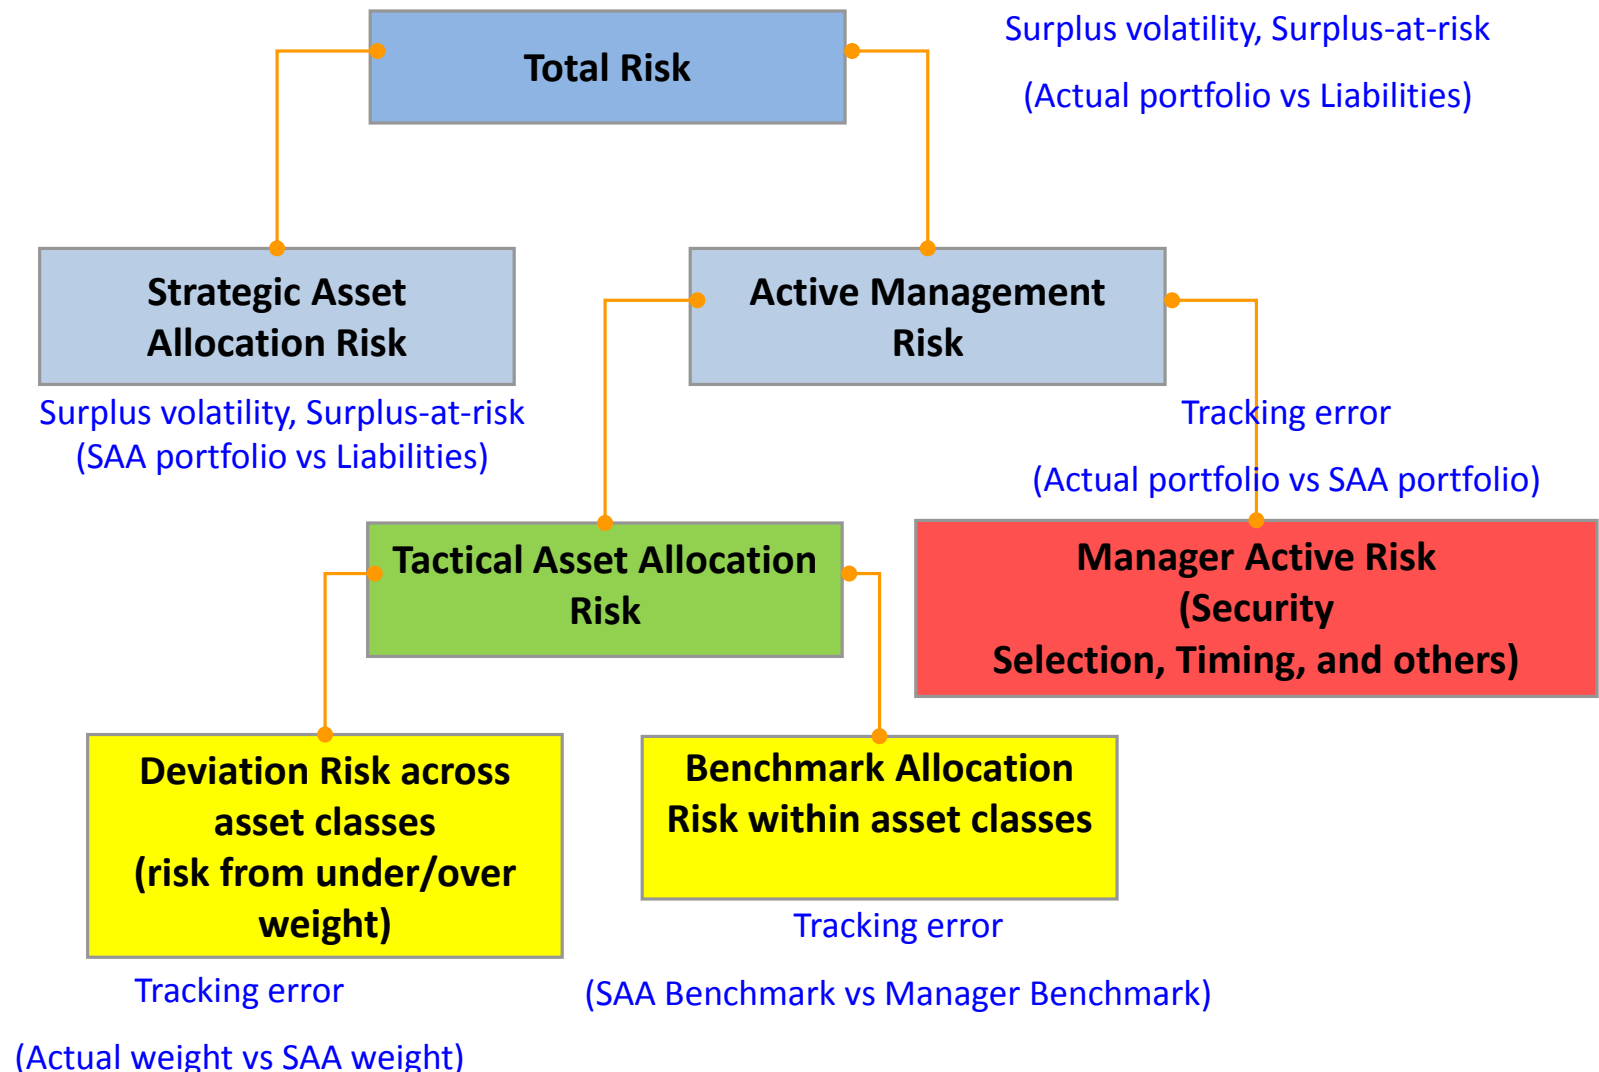 Surplus volatility, Surplus-at-risk
Total Risk
(Actual portfolio vs Liabilities)
Strategic Asset
Allocation Risk
Active Management
Risk
Surplus volatility, Surplus-at-risk
(SAA portfolio vs Liabilities)
Tracking error
(Actual portfolio vs SAA portfolio)
Tactical Asset Allocation
Risk
Manager Active Risk
(Security
Selection, Timing, and others)
Deviation Risk across
asset classes
(risk from under/over
weight)
Benchmark Allocation
Risk within asset classes
Tracking error
(SAA Benchmark vs Manager Benchmark)
Tracking error
(Actual weight vs SAA weight)